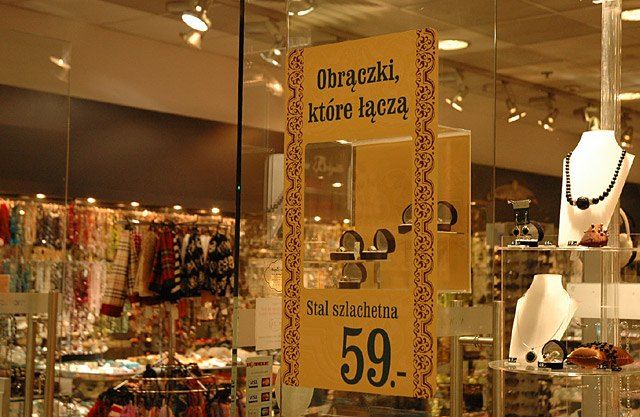 Obrączki,
które łączą
Stal szlachetna
59.-